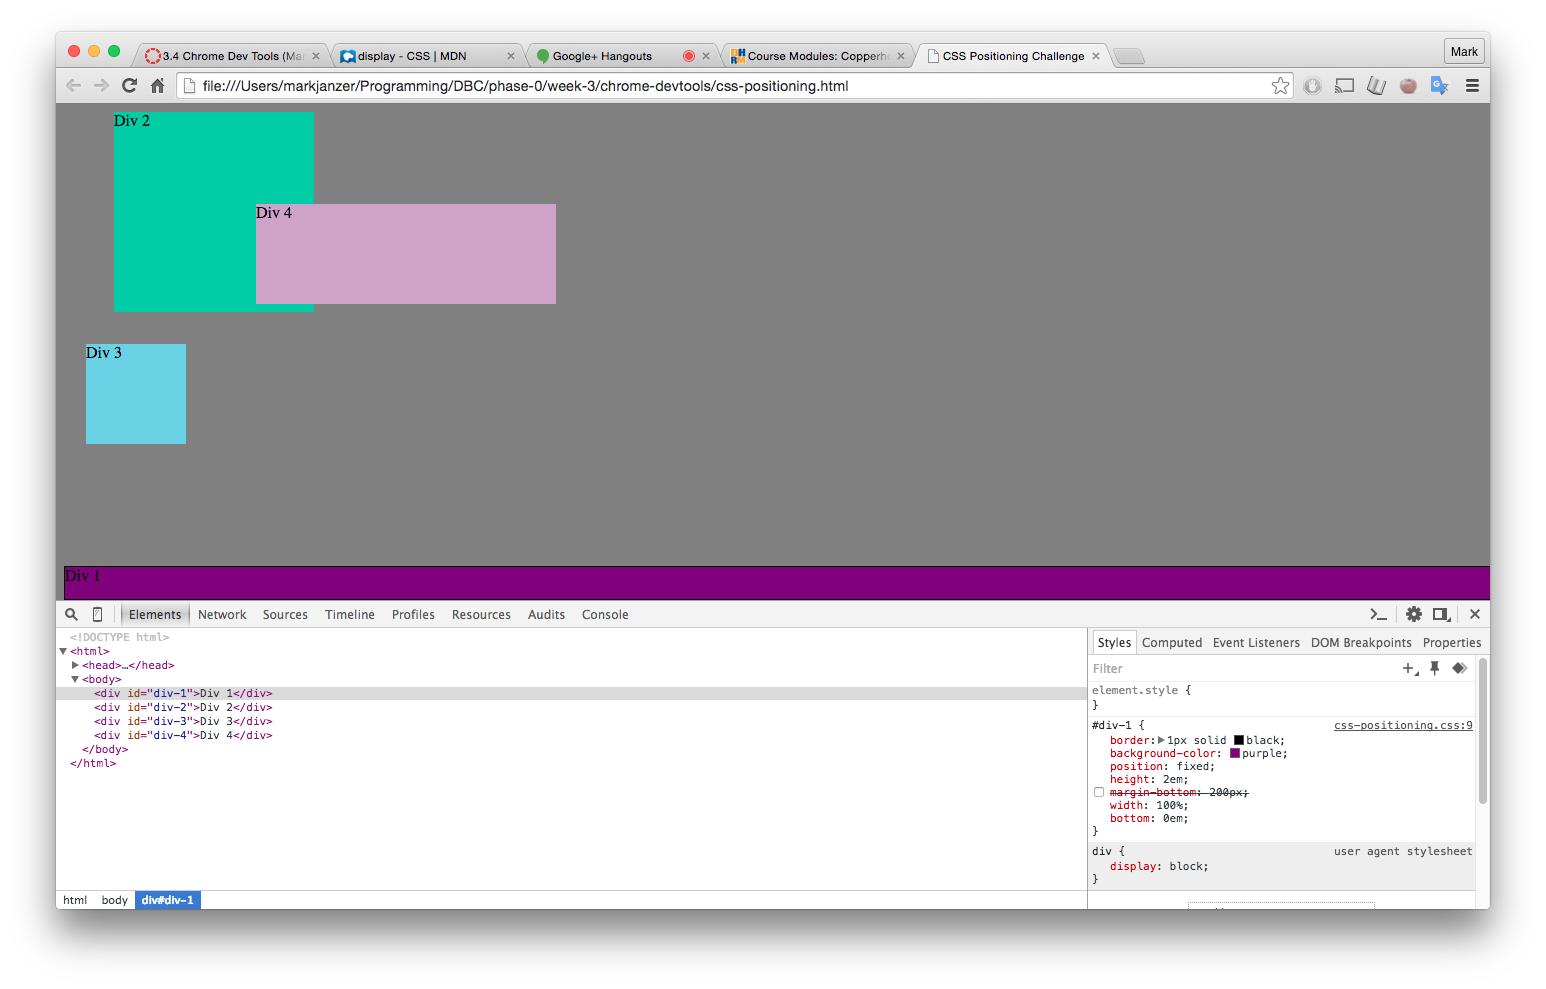 3.4 Chrome Dev Tools (Mar
display - CSS | MDN
Google+ Hangouts
Course Modules: Copperhe
CSS Positioning Challenge
Mark
file:///Users/markjanzer/Programming/DBC/phase-0/week-3/chrome-devtools/css-positioning.html
Div 2
Div 4
Div 3
Div 1
Elements Network Sources Timeline Profiles Resources Audits Console
<!DOCTYPE html>
<html>
<head>…</head>
<body>
<div id="div-1">Div 1</div>
<div id="div-2">Div 2</div>
<div id="div-3">Div 3</div>
<div id="div-4">Div 4</div>
</body>
</html>
html body div#div-1
Styles Computed Event Listeners DOM Breakpoints Properties
Filter
element.style {
}
#div-1 { css-positioning.css:9
border: 1px solid black;
background-color: purple;
position: fixed;
height: 2em;
margin-bottom: 200px;
width: 100%;
bottom: 0em;
}
div { user agent stylesheet
display: block;
}